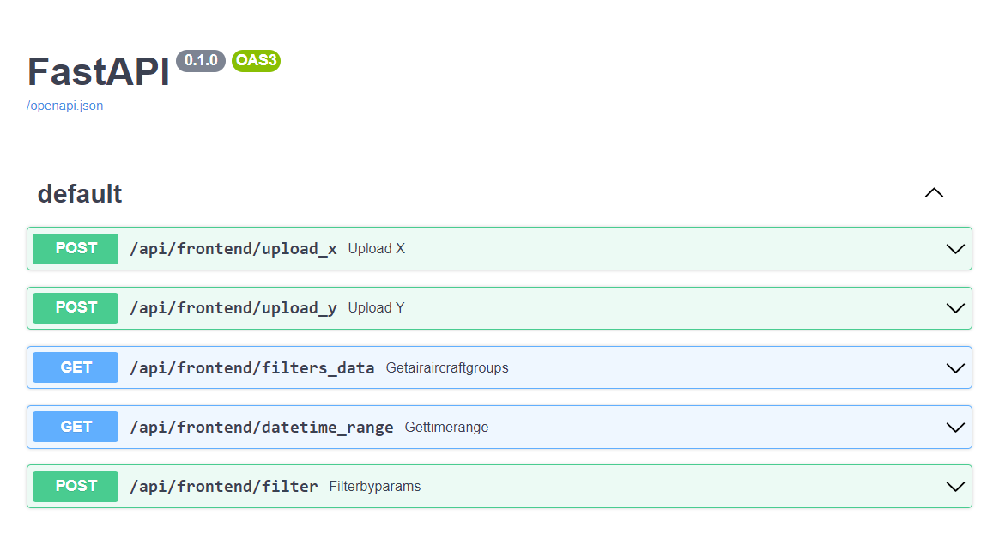 FastAPI 0.1.0 OAS3
/openapi.json
default
POST /api/frontend/upload_x Upload X
POST /api/frontend/upload_y Upload Y
GET /api/frontend/filters_data Getairaircraftgroups
GET /api/frontend/datetime_range Gettimerange
POST /api/frontend/filter Filterbyparams